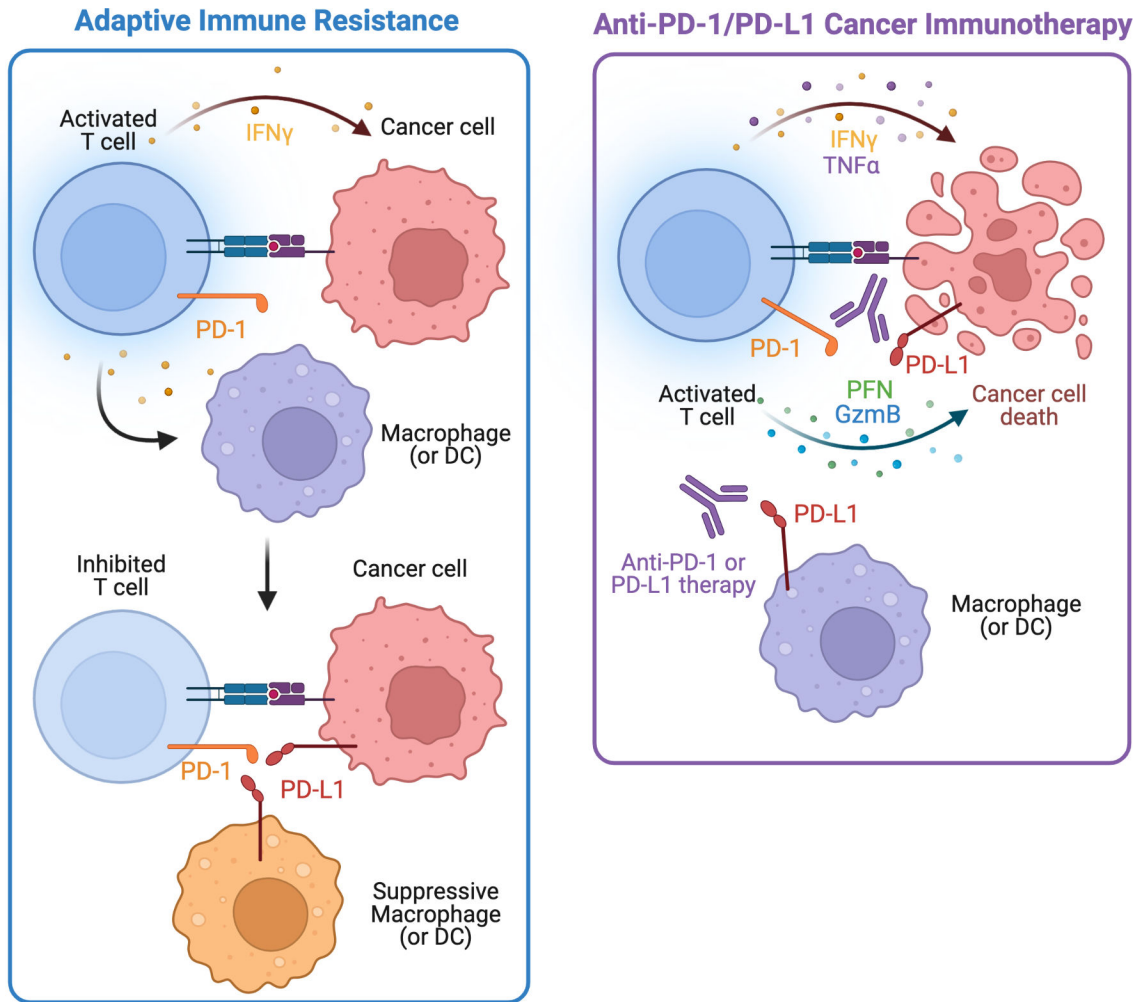 Adaptive Immune Resistance
Activated
T cell
IFNγ
Cancer cell
PD-1
Macrophage
(or DC)
Inhibited
T cell
Cancer cell
PD-1
PD-L1
Suppressive
Macrophage
(or DC)
Anti-PD-1/PD-L1 Cancer Immunotherapy
IFNγ
TNFα
PD-1
PD-L1
Activated
T cell
PFN
GzmB
Cancer cell
death
PD-L1
Anti-PD-1 or
PD-L1 therapy
Macrophage
(or DC)